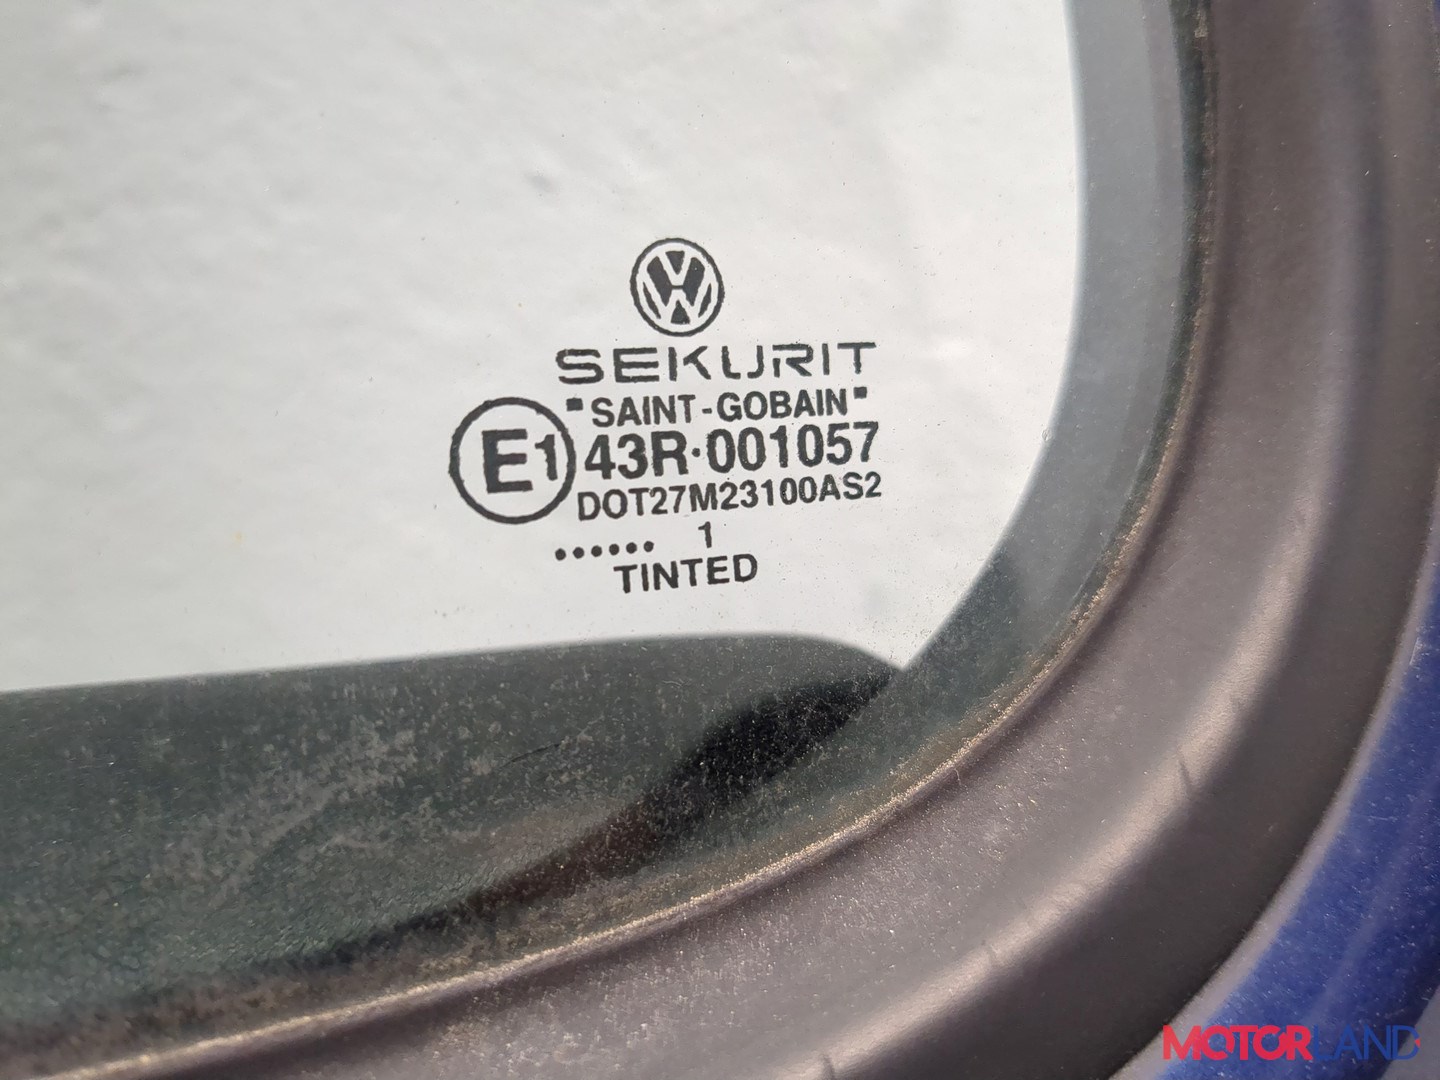 SEKURIT
"SAINT-GOBAIN"
E1 43R·001057
DOT27M23100AS2
...... 1
TINTED
MOTORLAND